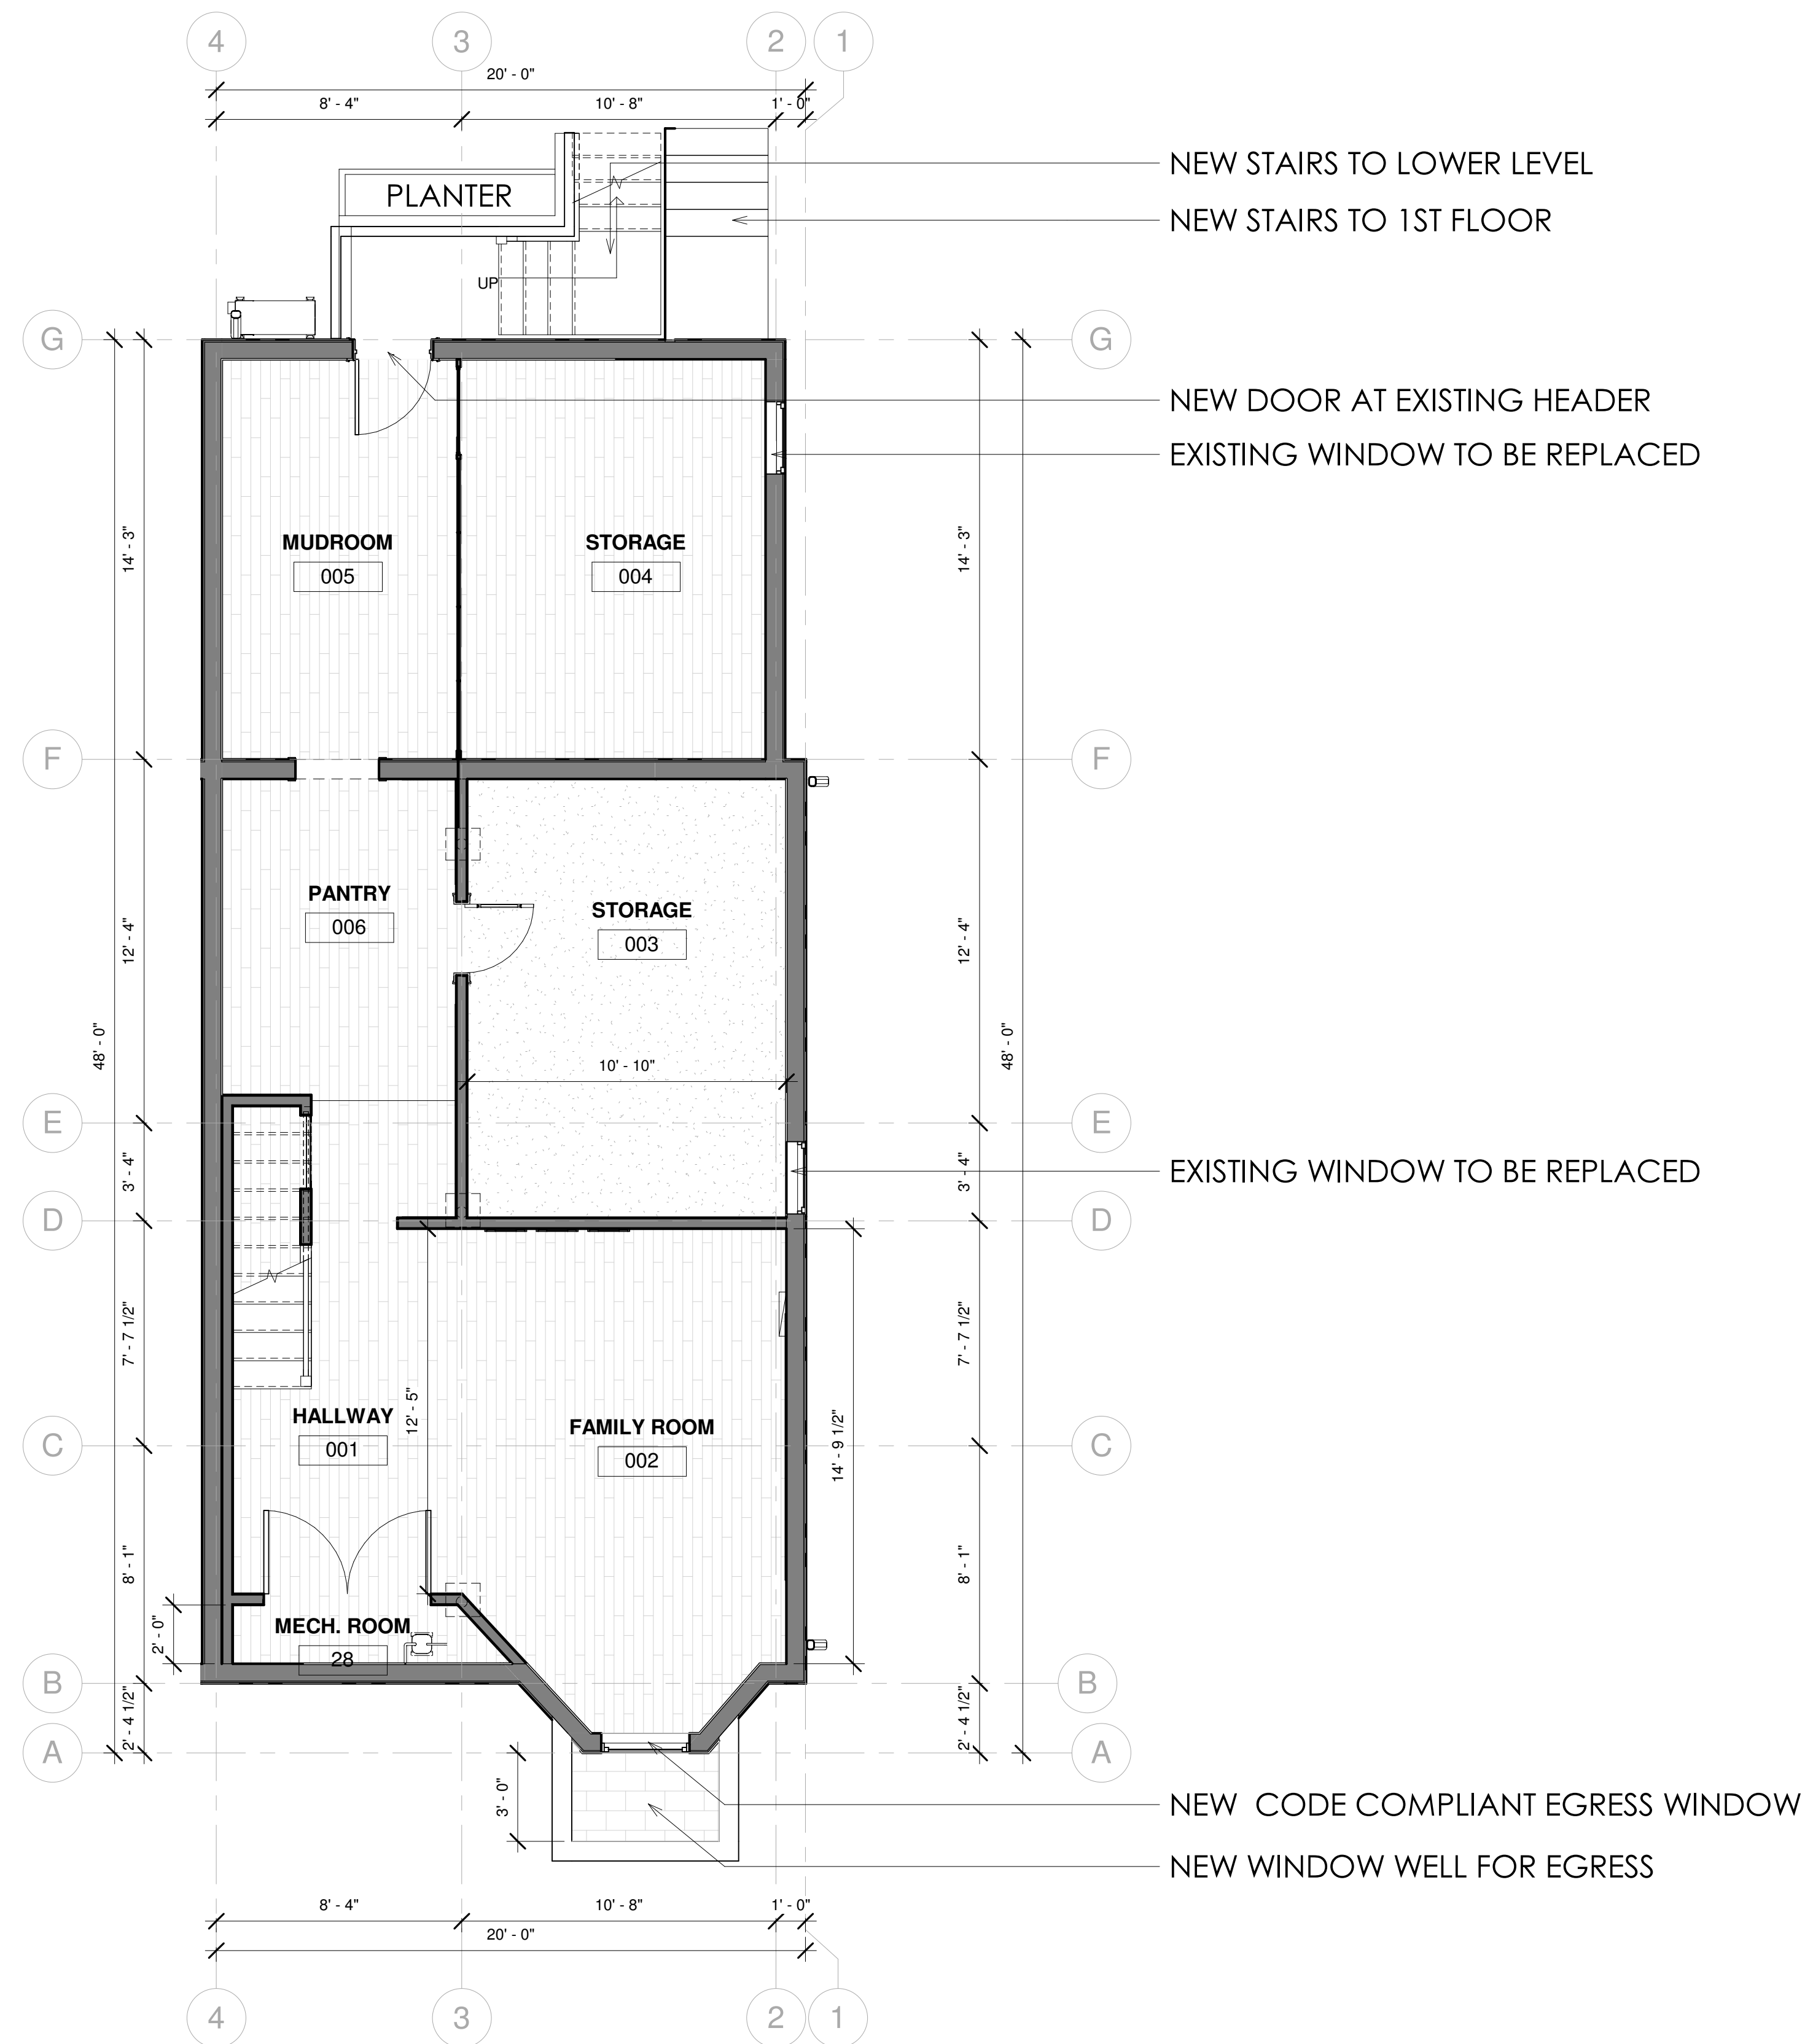 4 3 2 1
20' - 0"
8' - 4" 10' - 8" 1' - 0"
NEW STAIRS TO LOWER LEVEL
PLANTER
NEW STAIRS TO 1ST FLOOR
UP
G G
NEW DOOR AT EXISTING HEADER
EXISTING WINDOW TO BE REPLACED
14' - 3" MUDROOM STORAGE 14' - 3"
005 004
F F
12' - 4" PANTRY STORAGE 12' - 4"
006 003
48' - 0" 48' - 0"
10' - 10"
E E
3' - 4" 3' - 4"
EXISTING WINDOW TO BE REPLACED
D D
7' - 7 1/2" 7' - 7 1/2"
12' - 5"
HALLWAY FAMILY ROOM
001 002
14' - 9 1/2"
C C
8' - 1" 8' - 1"
2' - 0" MECH. ROOM
28
B B
2' - 4 1/2" 2' - 4 1/2"
A A
3' - 0"
NEW CODE COMPLIANT EGRESS WINDOW
NEW WINDOW WELL FOR EGRESS
8' - 4" 10' - 8" 1' - 0"
20' - 0"
4 3 2 1